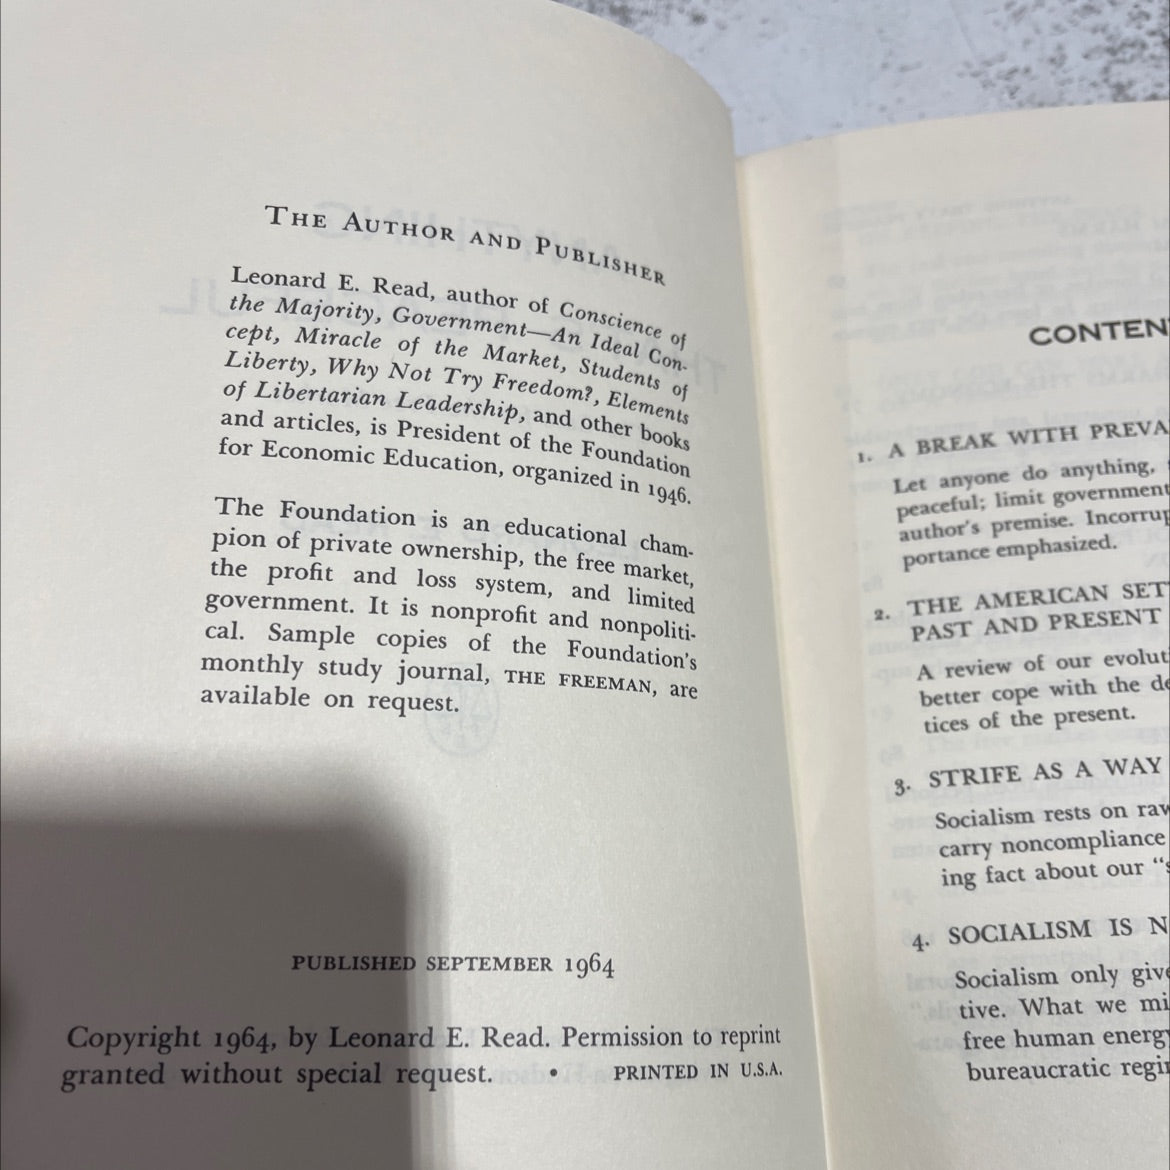 The Author and Publisher
Leonard E. Read, author of Conscience of
the Majority, Government—An Ideal Con-
cept, Miracle of the Market, Students of
Liberty, Why Not Try Freedom?, Elements
of Libertarian Leadership, and other books
and articles, is President of the Foundation
for Economic Education, organized in 1946.
The Foundation is an educational cham-
pion of private ownership, the free market,
the profit and loss system, and limited
government. It is nonprofit and nonpoliti-
cal. Sample copies of the Foundation's
monthly study journal, THE FREEMAN, are
available on request.
PUBLISHED SEPTEMBER 1964
Copyright 1964, by Leonard E. Read. Permission to reprint
granted without special request. • PRINTED IN U.S.A.
CONTEN
1. A BREAK WITH PREVA
Let anyone do anything,
peaceful; limit government
author's premise. Incorrup
portance emphasized.
2. THE AMERICAN SET
PAST AND PRESENT
A review of our evoluti
better cope with the de
tices of the present.
3. STRIFE AS A WAY
Socialism rests on raw
carry noncompliance
ing fact about our "s
4. SOCIALISM IS N
Socialism only give
tive. What we mi
free human energy
bureaucratic regi